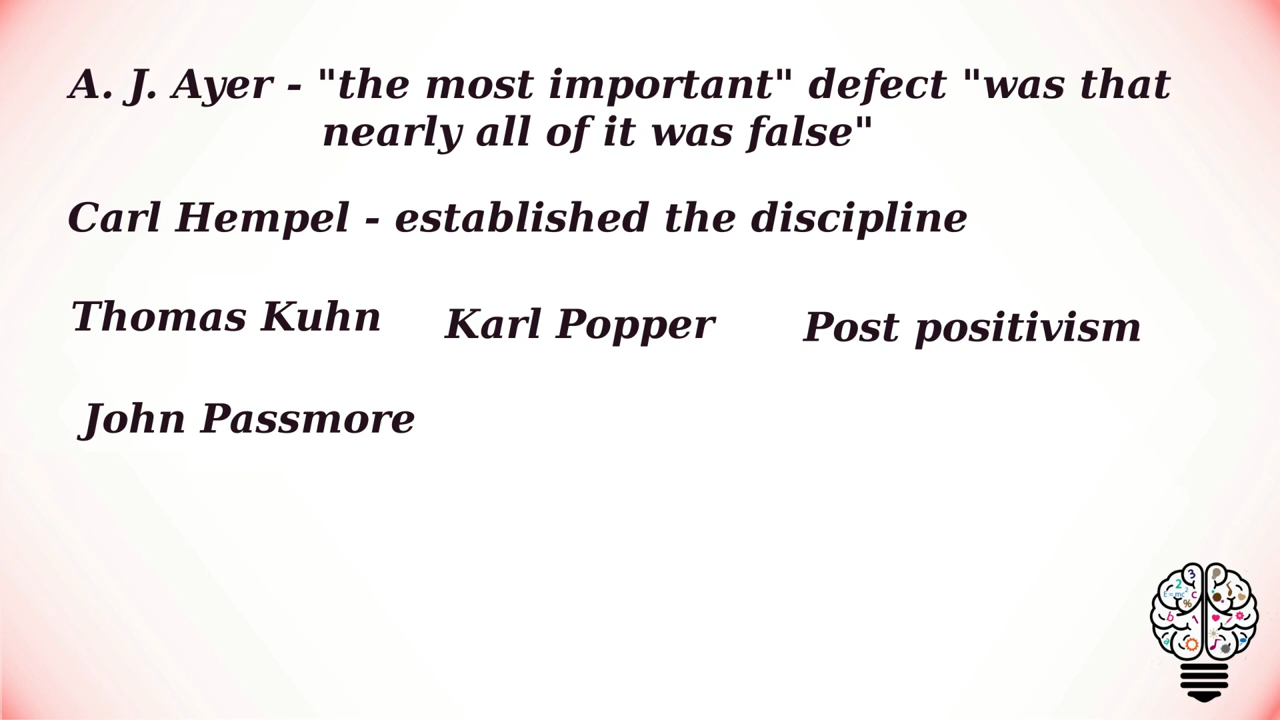 A. J. Ayer - "the most important" defect "was that
nearly all of it was false"
Carl Hempel - established the discipline
Thomas Kuhn
Karl Popper
Post positivism
John Passmore